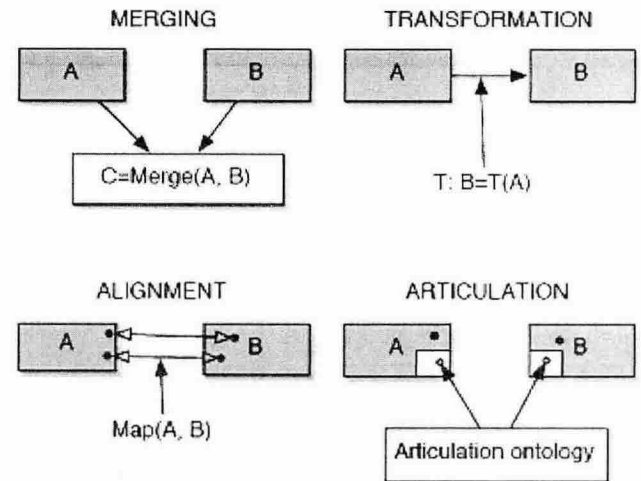 MERGING
A
B
C=Merge(A, B)
TRANSFORMATION
A
B
T: B=T(A)
ALIGNMENT
A
B
Map(A, B)
ARTICULATION
A
B
Articulation ontology